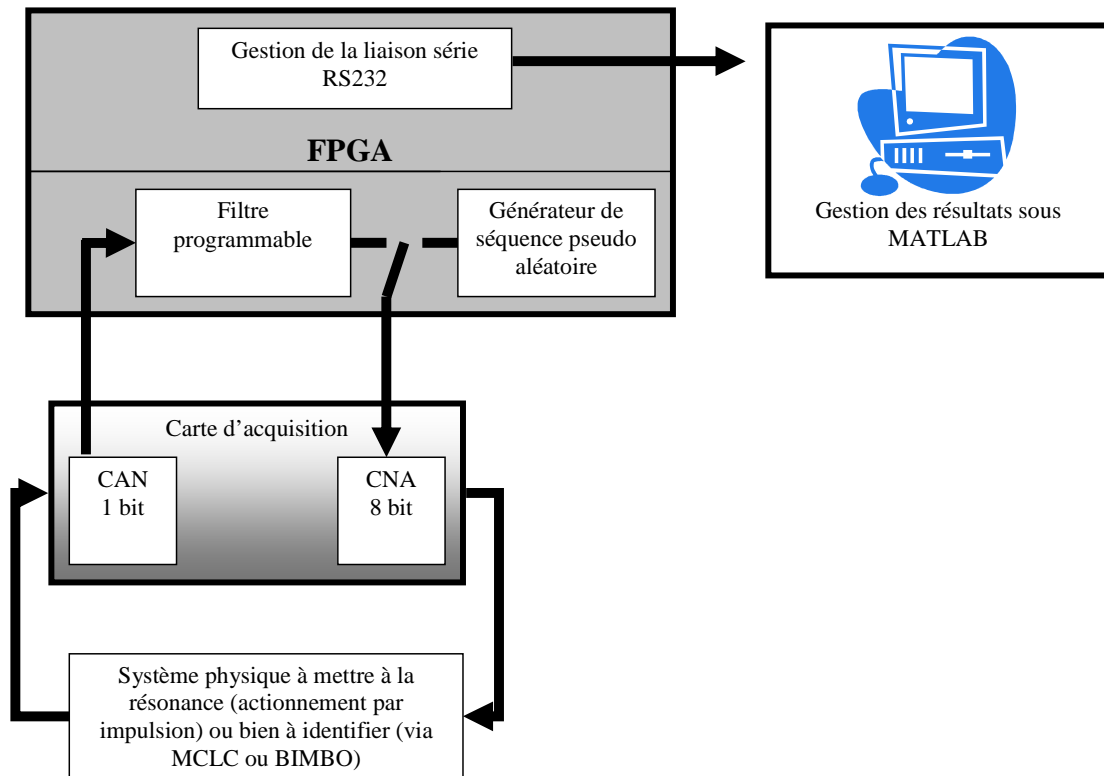 Gestion de la liaison série
RS232
FPGA
Filtre
programmable
Générateur de
séquence pseudo
aléatoire
Gestion des résultats sous
MATLAB
Carte d’acquisition
CAN
1 bit
CNA
8 bit
Système physique à mettre à la
résonance (actionnement par
impulsion) ou bien à identifier (via
MCLC ou BIMBO)